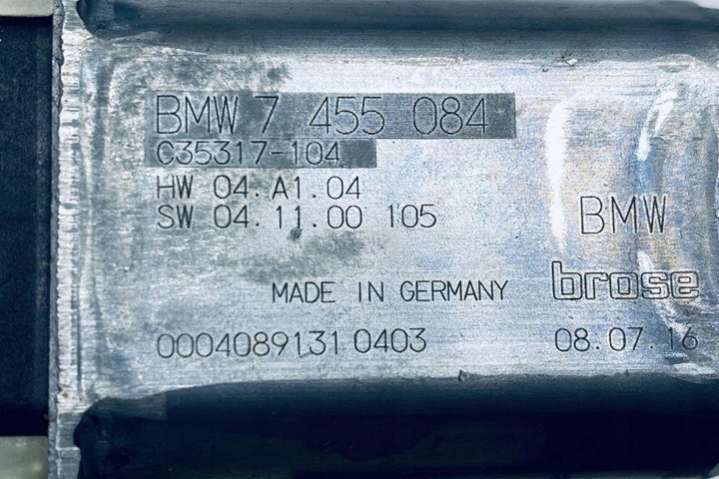 BMW 7 455 084
C35317-104
HW 04.A1.04
SW 04.11.00 105
BMW
MADE IN GERMANY
brose
0004089131 0403
08.07.16